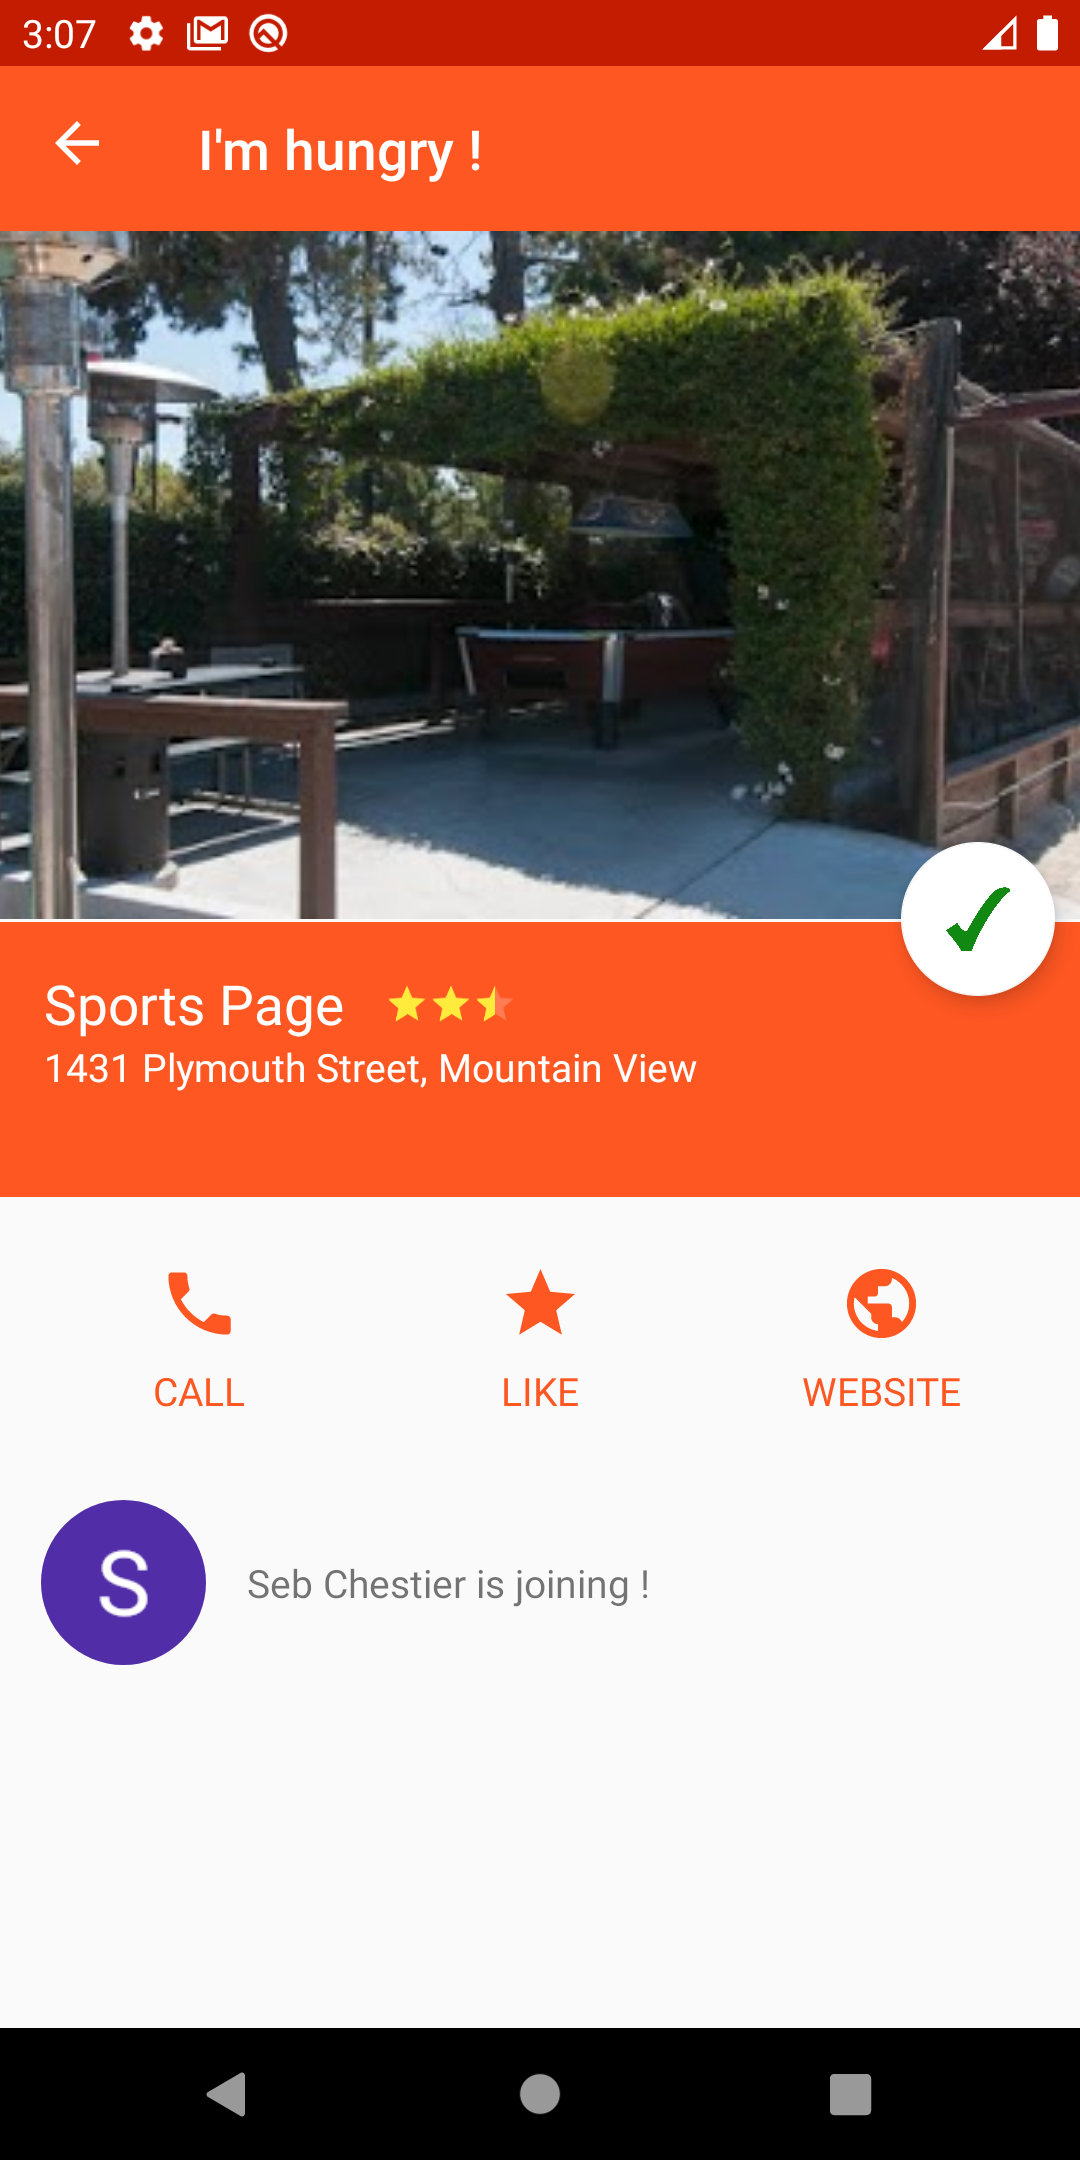 3:07
I'm hungry !
Sports Page
1431 Plymouth Street, Mountain View
CALL
LIKE
WEBSITE
S
Seb Chestier is joining !